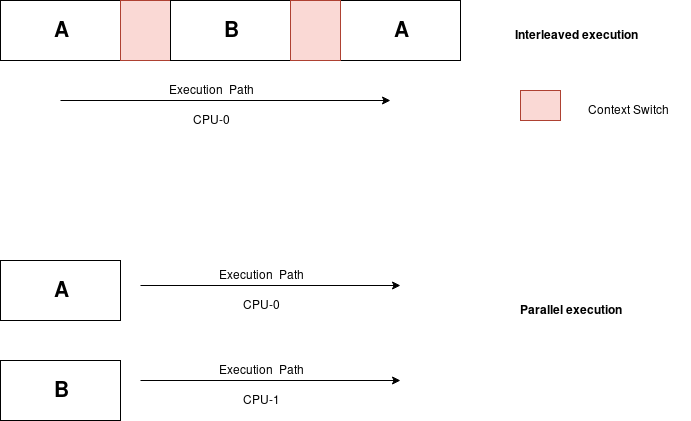 A B A
Interleaved execution
Execution Path
CPU-0
Context Switch
A
Execution Path
CPU-0
Parallel execution
B
Execution Path
CPU-1